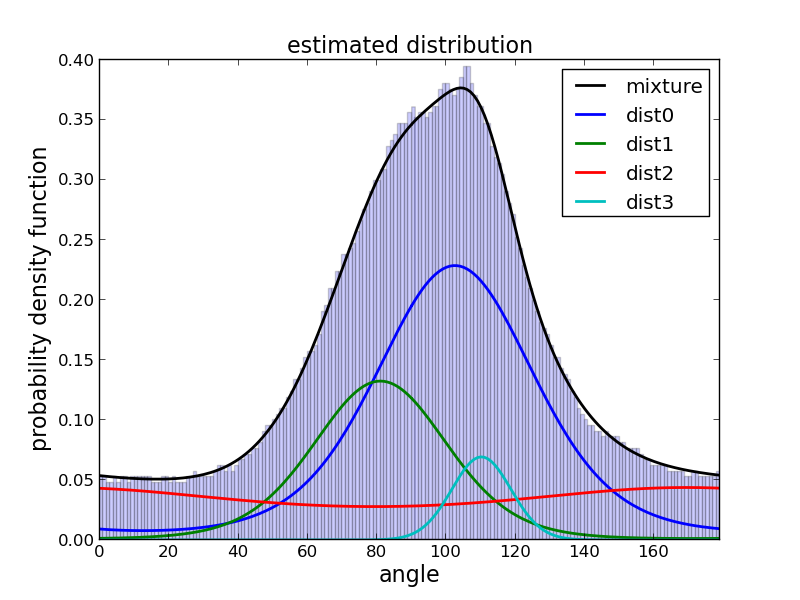 estimated distribution
probability density function
0.40
0.35
0.30
0.25
0.20
0.15
0.10
0.05
0.00
mixture
dist0
dist1
dist2
dist3
0 20 40 60 80 100 120 140 160
angle